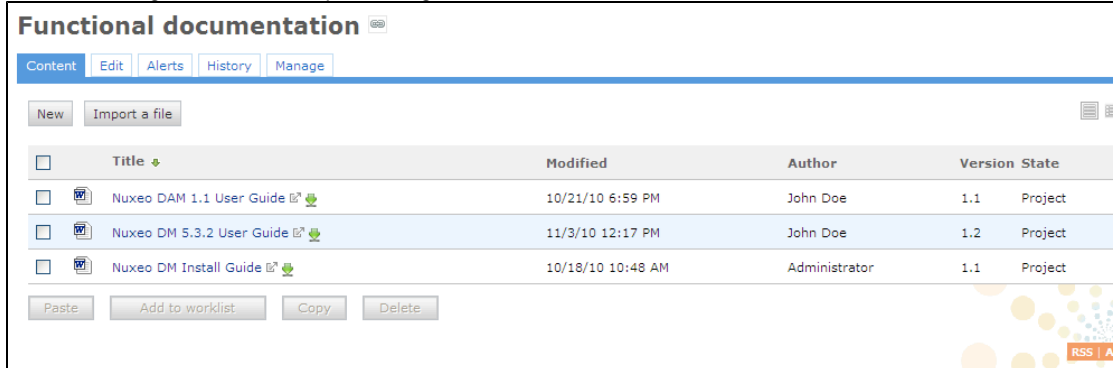 Functional documentation
Content Edit Alerts History Manage
New Import a file
Title Modified Author Version State
Nuxeo DAM 1.1 User Guide 10/21/10 6:59 PM John Doe 1.1 Project
Nuxeo DM 5.3.2 User Guide 11/3/10 12:17 PM John Doe 1.2 Project
Nuxeo DM Install Guide 10/18/10 10:48 AM Administrator 1.1 Project
Paste Add to worklist Copy Delete
RSS | A